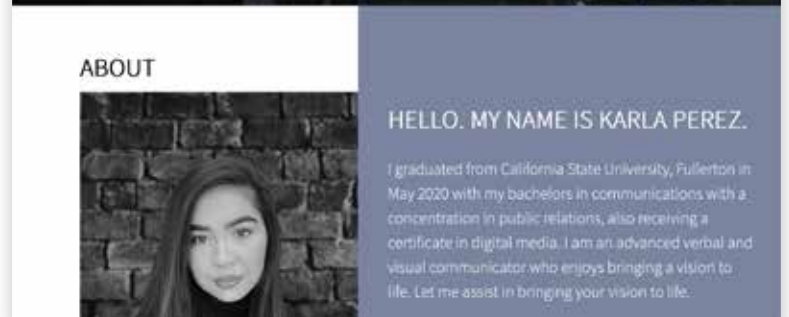 ABOUT
HELLO. MY NAME IS KARLA PEREZ.
I graduated from California State University, Fullerton in
May 2020 with my bachelors in communications with a
concentration in public relations, also receiving a
certificate in digital media. I am an advanced verbal and
visual communicator who enjoys bringing a vision to
life. Let me assist in bringing your vision to life.